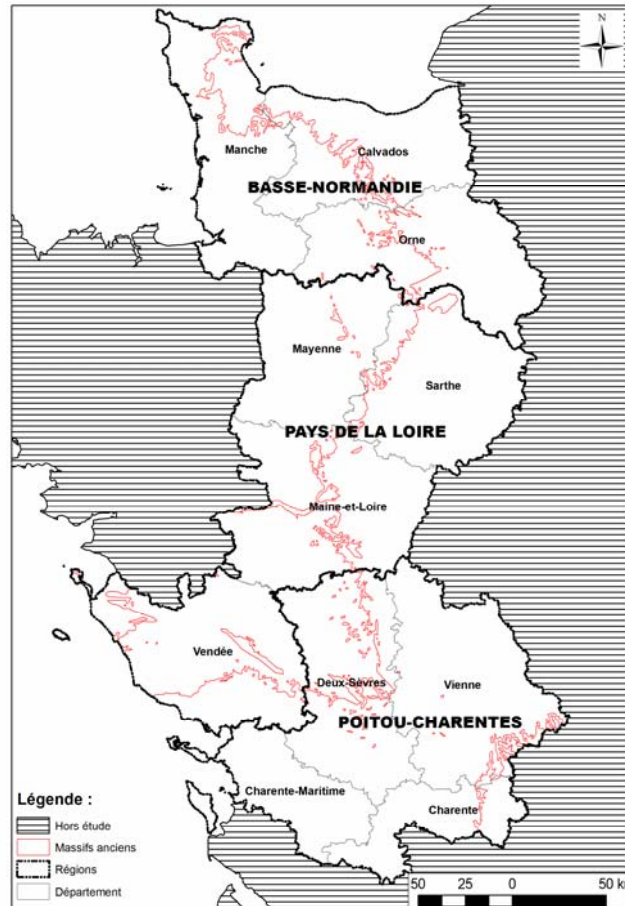 N
Manche
Calvados
BASSE-NORMANDIE
Orne
Mayenne
Sarthe
PAYS DE LA LOIRE
Maine-et-Loire
Vendée
Deux-Sèvres
Vienne
POITOU-CHARENTES
Charente-Maritime
Charente
Légende :
Hors étude
Massifs anciens
Régions
Département
50 25 0 50 km